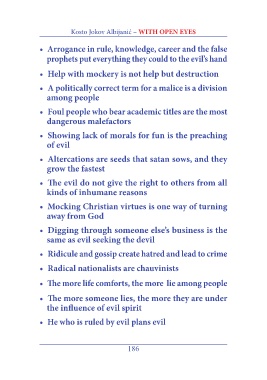 Kosto Jokov Albijanić – WITH OPEN EYES
• Arrogance in rule, knowledge, career and the false
prophets put everything they could to the evil's hand
• Help with mockery is not help but destruction
• A politically correct term for a malice is a division
among people
• Foul people who bear academic titles are the most
dangerous malefactors
• Showing lack of morals for fun is the preaching
of evil
• Altercations are seeds that satan sows, and they
grow the fastest
• The evil do not give the right to others from all
kinds of inhumane reasons
• Mocking Christian virtues is one way of turning
away from God
• Digging through someone else's business is the
same as evil seeking the devil
• Ridicule and gossip create hatred and lead to crime
• Radical nationalists are chauvinists
• The more life comforts, the more lie among people
• The more someone lies, the more they are under
the influence of evil spirit
• He who is ruled by evil plans evil
186